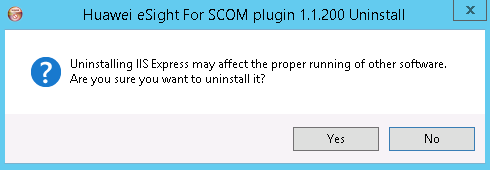 Huawei eSight For SCOM plugin 1.1.200 Uninstall
Uninstalling IIS Express may affect the proper running of other software.
Are you sure you want to uninstall it?
Yes No